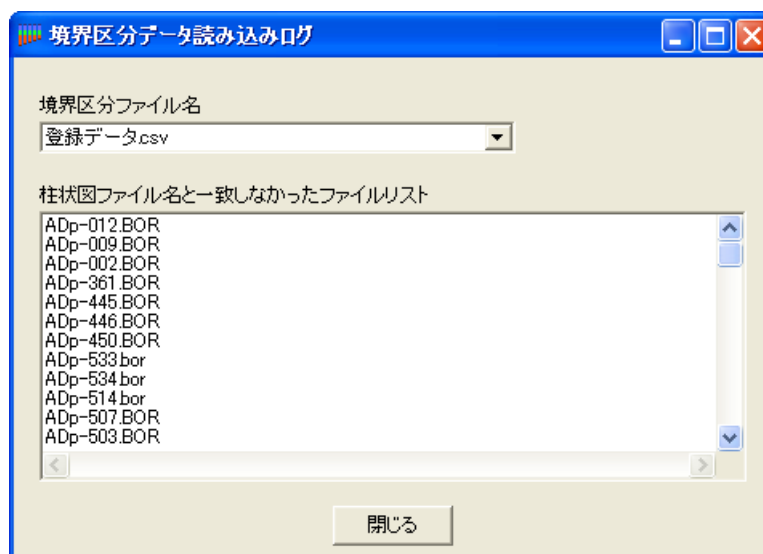 境界区分データ読み込みログ
境界区分ファイル名
登録データ.csv
柱状図ファイル名と一致しなかったファイルリスト
ADp-012.BOR
ADp-009.BOR
ADp-002.BOR
ADp-361.BOR
ADp-445.BOR
ADp-446.BOR
ADp-450.BOR
ADp-533.bor
ADp-534.bor
ADp-514.bor
ADp-507.BOR
ADp-503.BOR
閉じる